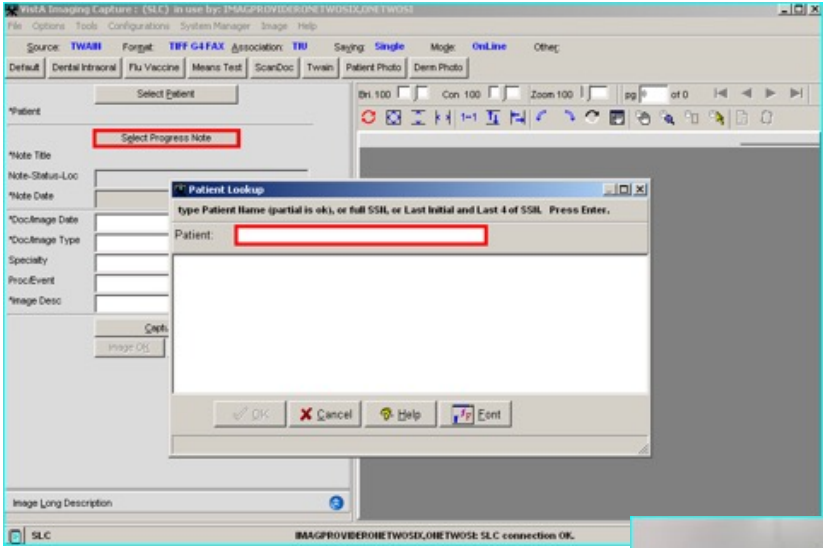 VistA Imaging Capture : (SLC) in use by: IMAGPROVIDERONETWOSIX,ONETWOSI
File Options Tools Configurations System Manager Image Help
Source: TWAIN Format: TIFF G4 FAX Association: TIU Saving: Single Mode: OnLine Other:
Default Dental Intraoral Flu Vaccine Means Test ScanDoc Twain Patient Photo Derm Photo
Select Patient
Bri. 100 Con 100 Zoom 100 pg 0 of 0
*Patient
Select Progress Note
*Note Title
Note-Status-Loc
*Note Date
*Doc/Image Date
*Doc/Image Type
Specialty
Proc/Event
*Image Desc
Image OK
Patient Lookup
type Patient Name (partial is ok), or full SSN, or Last Initial and Last 4 of SSN. Press Enter.
Patient:
OK Cancel Help Font
Image Long Description
SLC IMAGPROVIDERONETWOSIX,ONETWOSI: SLC connection OK.